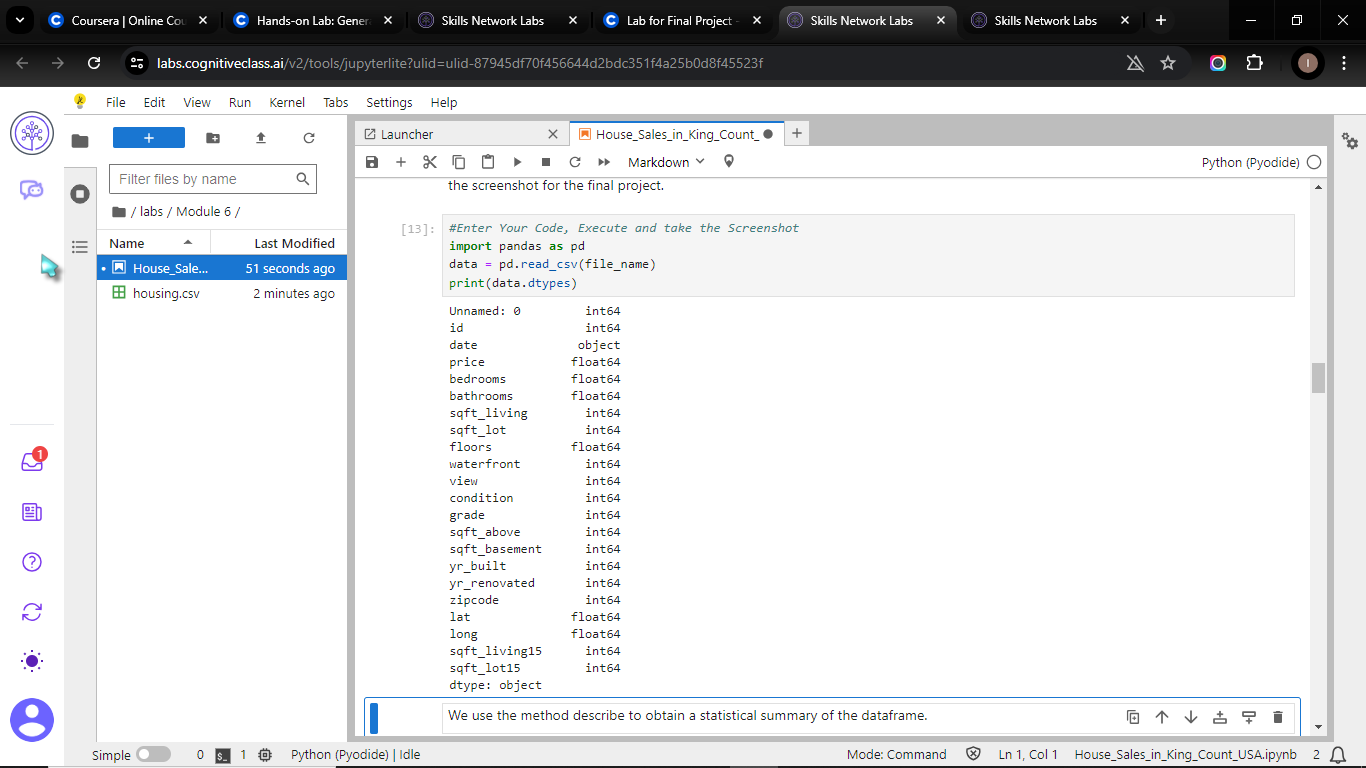 Coursera | Online Cou
Hands-on Lab: Genera
Skills Network Labs
Lab for Final Project -
Skills Network Labs
Skills Network Labs
labs.cognitiveclass.ai/v2/tools/jupyterlite?ulid=ulid-87945df70f456644d2bdc351f4a25b0d8f45523f
I
File Edit View Run Kernel Tabs Settings Help
Launcher
House_Sales_in_King_Count_
Filter files by name
Markdown
Python (Pyodide)
/ labs / Module 6 /
Name Last Modified
House_Sale... 51 seconds ago
housing.csv 2 minutes ago
the screenshot for the final project.
[13]:
#Enter Your Code, Execute and take the Screenshot
import pandas as pd
data = pd.read_csv(file_name)
print(data.dtypes)
Unnamed: 0 int64
id int64
date object
price float64
bedrooms float64
bathrooms float64
sqft_living int64
sqft_lot int64
floors float64
waterfront int64
view int64
condition int64
grade int64
sqft_above int64
sqft_basement int64
yr_built int64
yr_renovated int64
zipcode int64
lat float64
long float64
sqft_living15 int64
sqft_lot15 int64
dtype: object
We use the method describe to obtain a statistical summary of the dataframe.
1
Simple 0 $_ 1 Python (Pyodide) | Idle Mode: Command Ln 1, Col 1 House_Sales_in_King_Count_USA.ipynb 2